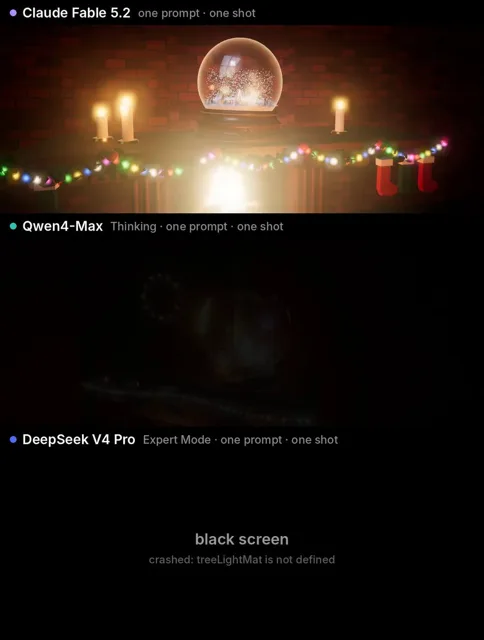 Claude Fable 5.2 one prompt · one shot
Qwen4-Max Thinking · one prompt · one shot
DeepSeek V4 Pro Expert Mode · one prompt · one shot
black screen
crashed: treeLightMat is not defined